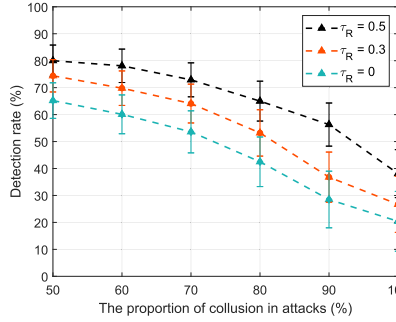 100
90
80
70
60
50
40
30
20
10
0
Detection rate (%)
τR = 0.5
τR = 0.3
τR = 0
50 60 70 80 90 10
The proportion of collusion in attacks (%)